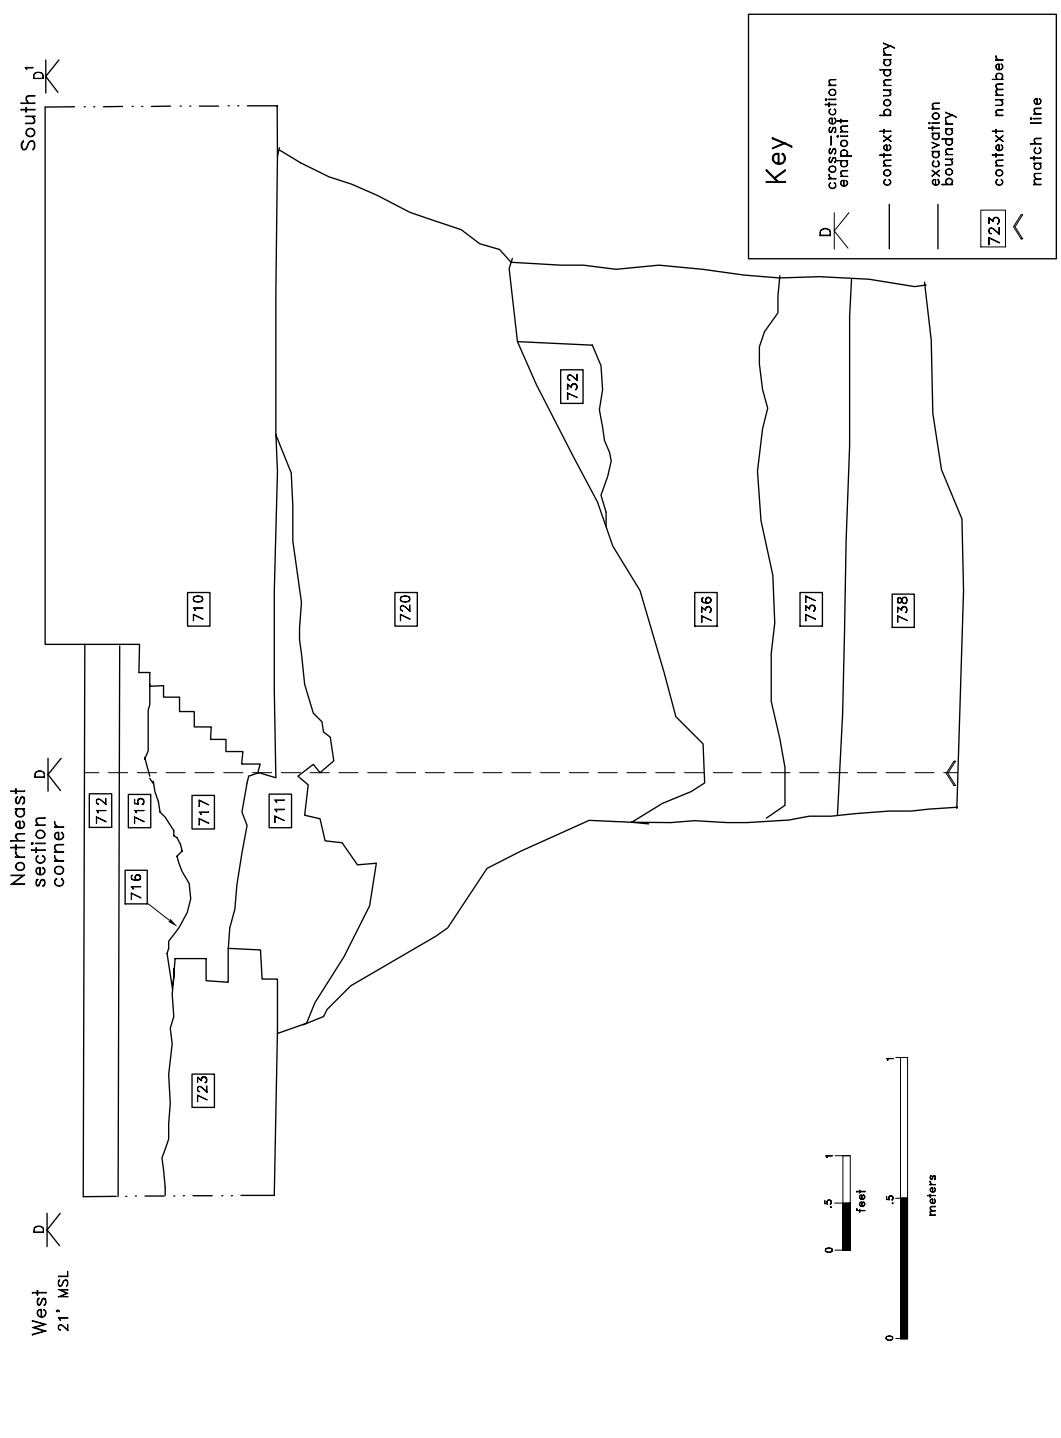 West
21' MSL
D
Northeast
section
corner
D
South
D1
712
715
716
717
711
710
723
720
732
736
737
738
0
.5
1
feet
0
.5
1
meters
Key
D
cross-section
endpoint
context boundary
excavation
boundary
723
context number
match line